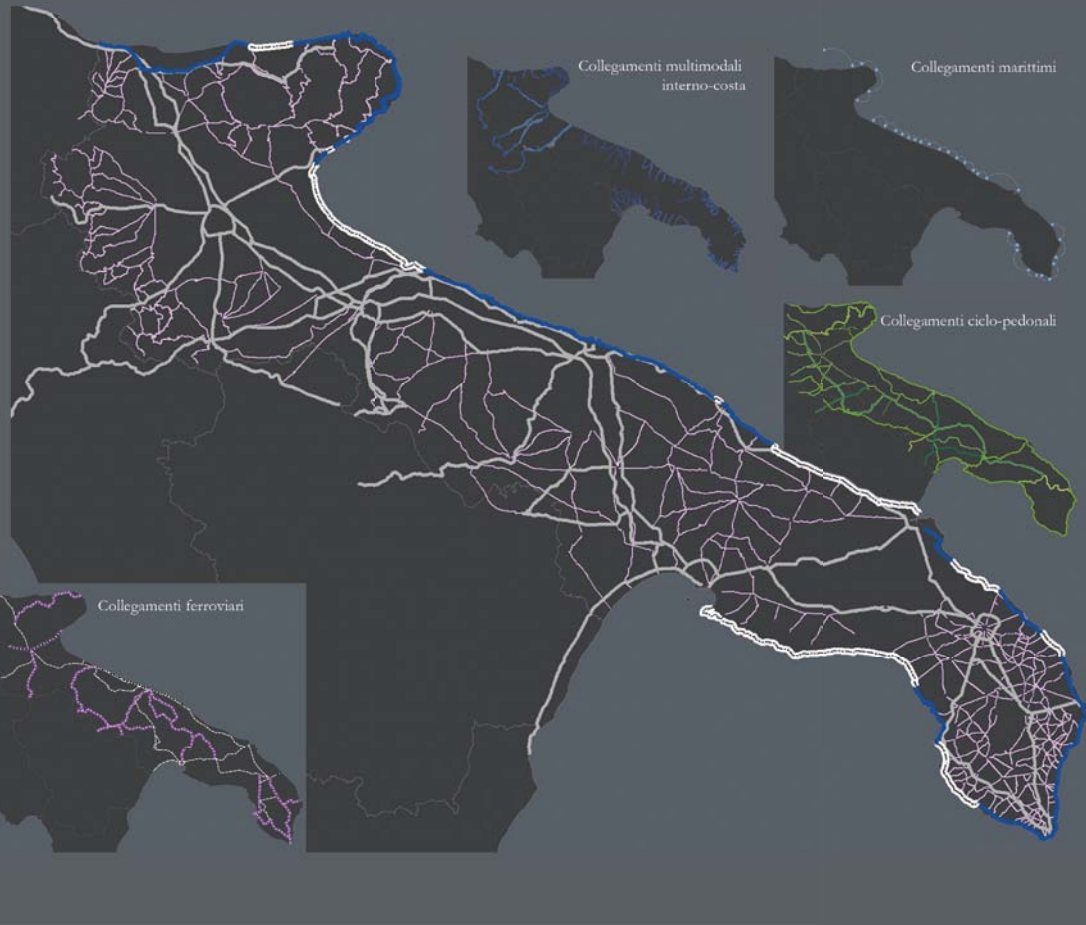 Collegamenti multimodali
interno-costa
Collegamenti marittimi
Collegamenti ciclo-pedonali
Collegamenti ferroviari